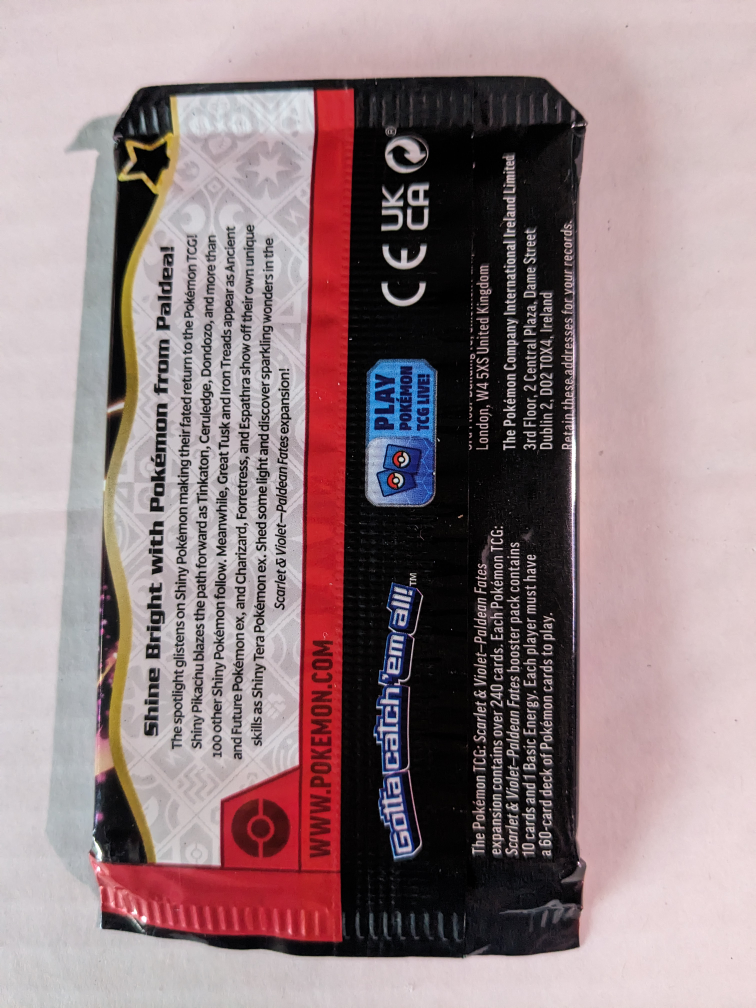 Shine Bright with Pokémon from Paldea!
The spotlight glistens on Shiny Pokémon making their fated return to the Pokémon TCG!
Shiny Pikachu blazes the path forward as Tinkaton, Ceruledge, Dondozo, and more than
100 other Shiny Pokémon follow. Meanwhile, Great Tusk and Iron Treads appear as Ancient
and Future Pokémon ex, and Charizard, Forretress, and Espathra show off their own unique
skills as Shiny Tera Pokémon ex. Shed some light and discover sparkling wonders in the
Scarlet & Violet—Paldean Fates expansion!
WWW.POKEMON.COM
Gotta catch 'em all!™
PLAY
POKÉMON
TCG LIVE!
CE UK
CA ®
The Pokémon TCG: Scarlet & Violet—Paldean Fates
expansion contains over 240 cards. Each Pokémon TCG:
Scarlet & Violet—Paldean Fates booster pack contains
10 cards and 1 Basic Energy. Each player must have
a 60-card deck of Pokémon cards to play.
London, W4 5XS United Kingdom
The Pokémon Company International Ireland Limited
3rd Floor, 2 Central Plaza, Dame Street
Dublin 2, D02 T0X4, Ireland
Retain these addresses for your records.